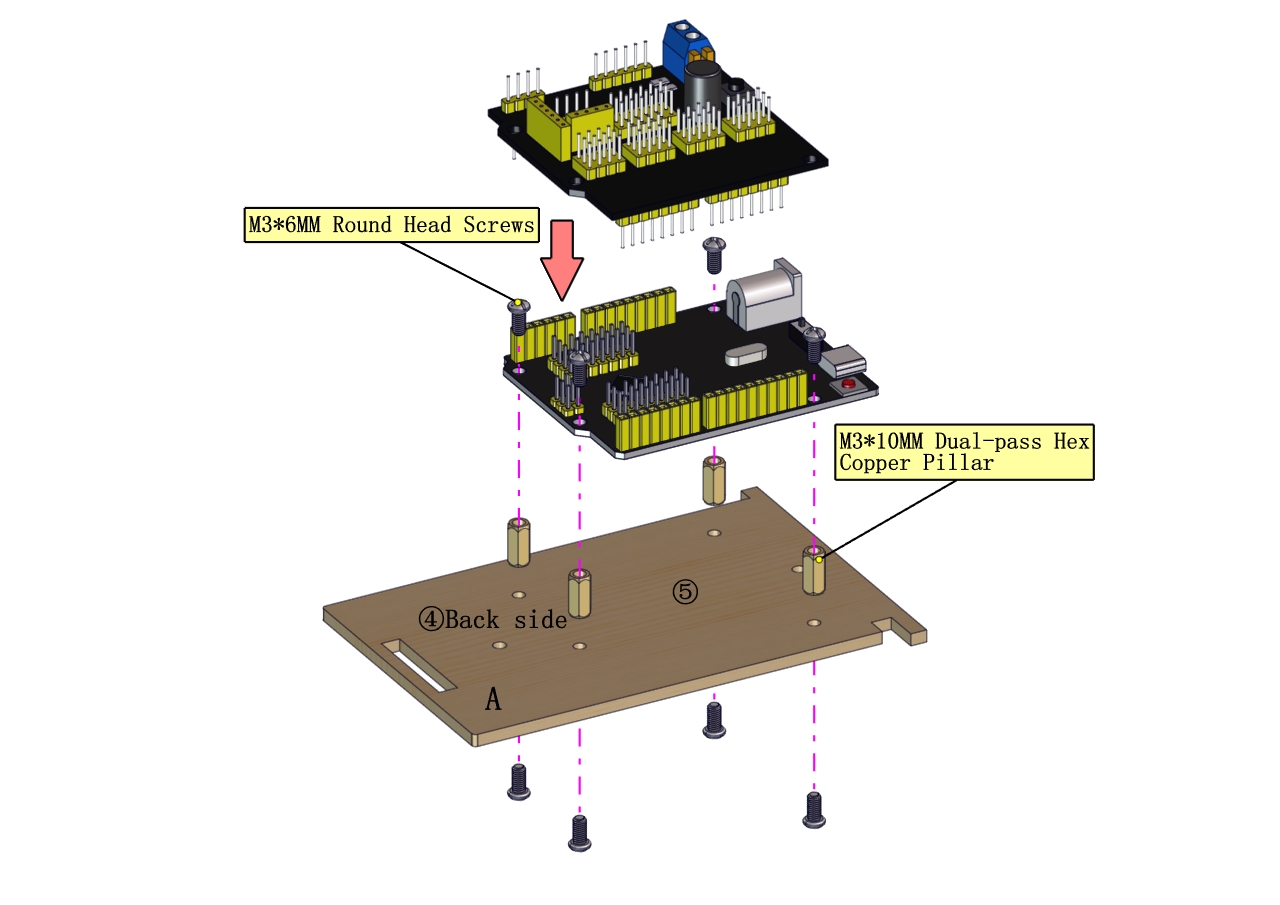 M3*6MM Round Head Screws
M3*10MM Dual-pass Hex
Copper Pillar
⑤
④Back side
A